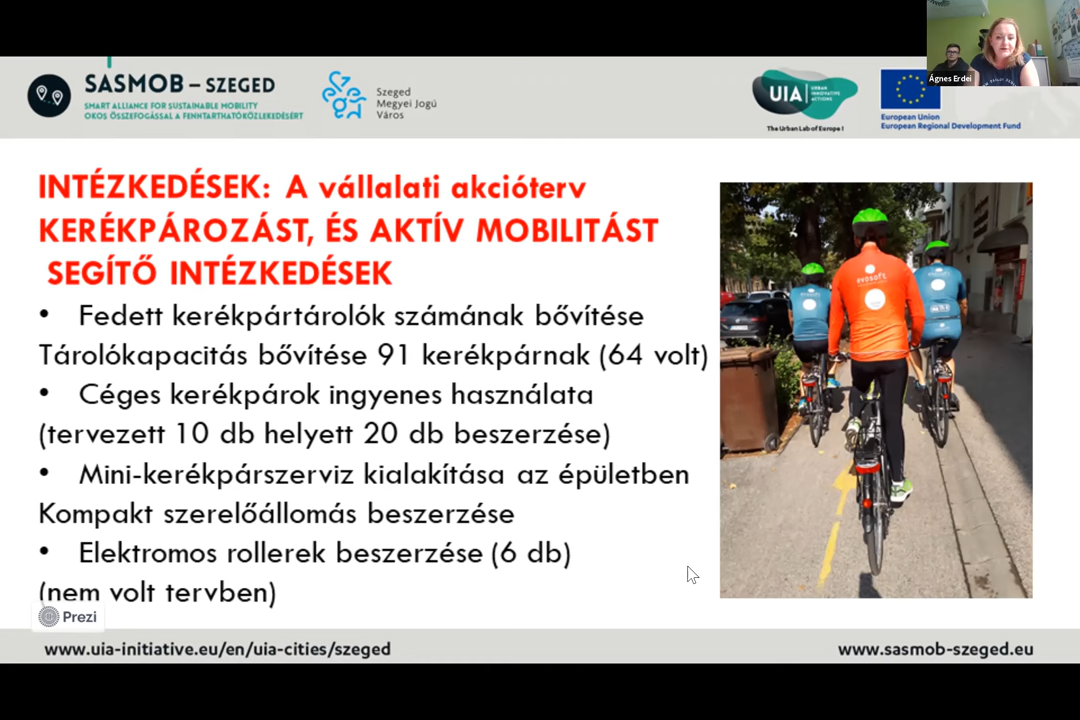 SASMOB – SZEGED
SMART ALLIANCE FOR SUSTAINABLE MOBILITY
OKOS ÖSSZEFOGÁSSAL A FENNTARTHATÓ KÖZLEKEDÉSÉRT
Szeged
Megyei Jogú
Város
UIA URBAN
INNOVATIVE
ACTIONS
The Urban Lab of Europe!
European Union
European Regional Development Fund
Ágnes Erdei
INTÉZKEDÉSEK: A vállalati akcióterv
KERÉKPÁROZÁST, ÉS AKTÍV MOBILITÁST
SEGÍTŐ INTÉZKEDÉSEK
• Fedett kerékpártárolók számának bővítése
Tárolókapacitás bővítése 91 kerékpárnak (64 volt)
• Céges kerékpárok ingyenes használata
(tervezett 10 db helyett 20 db beszerzése)
• Mini-kerékpárszerviz kialakítása az épületben
Kompakt szerelőállomás beszerzése
• Elektromos rollerek beszerzése (6 db)
(nem volt tervben)
evosoft
Prezi
www.uia-initiative.eu/en/uia-cities/szeged
www.sasmob-szeged.eu